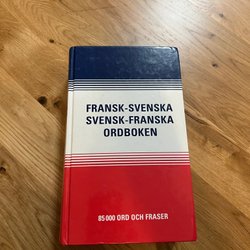 FRANSK-SVENSKA
SVENSK-FRANSKA
ORDBOKEN
85 000 ORD OCH FRASER